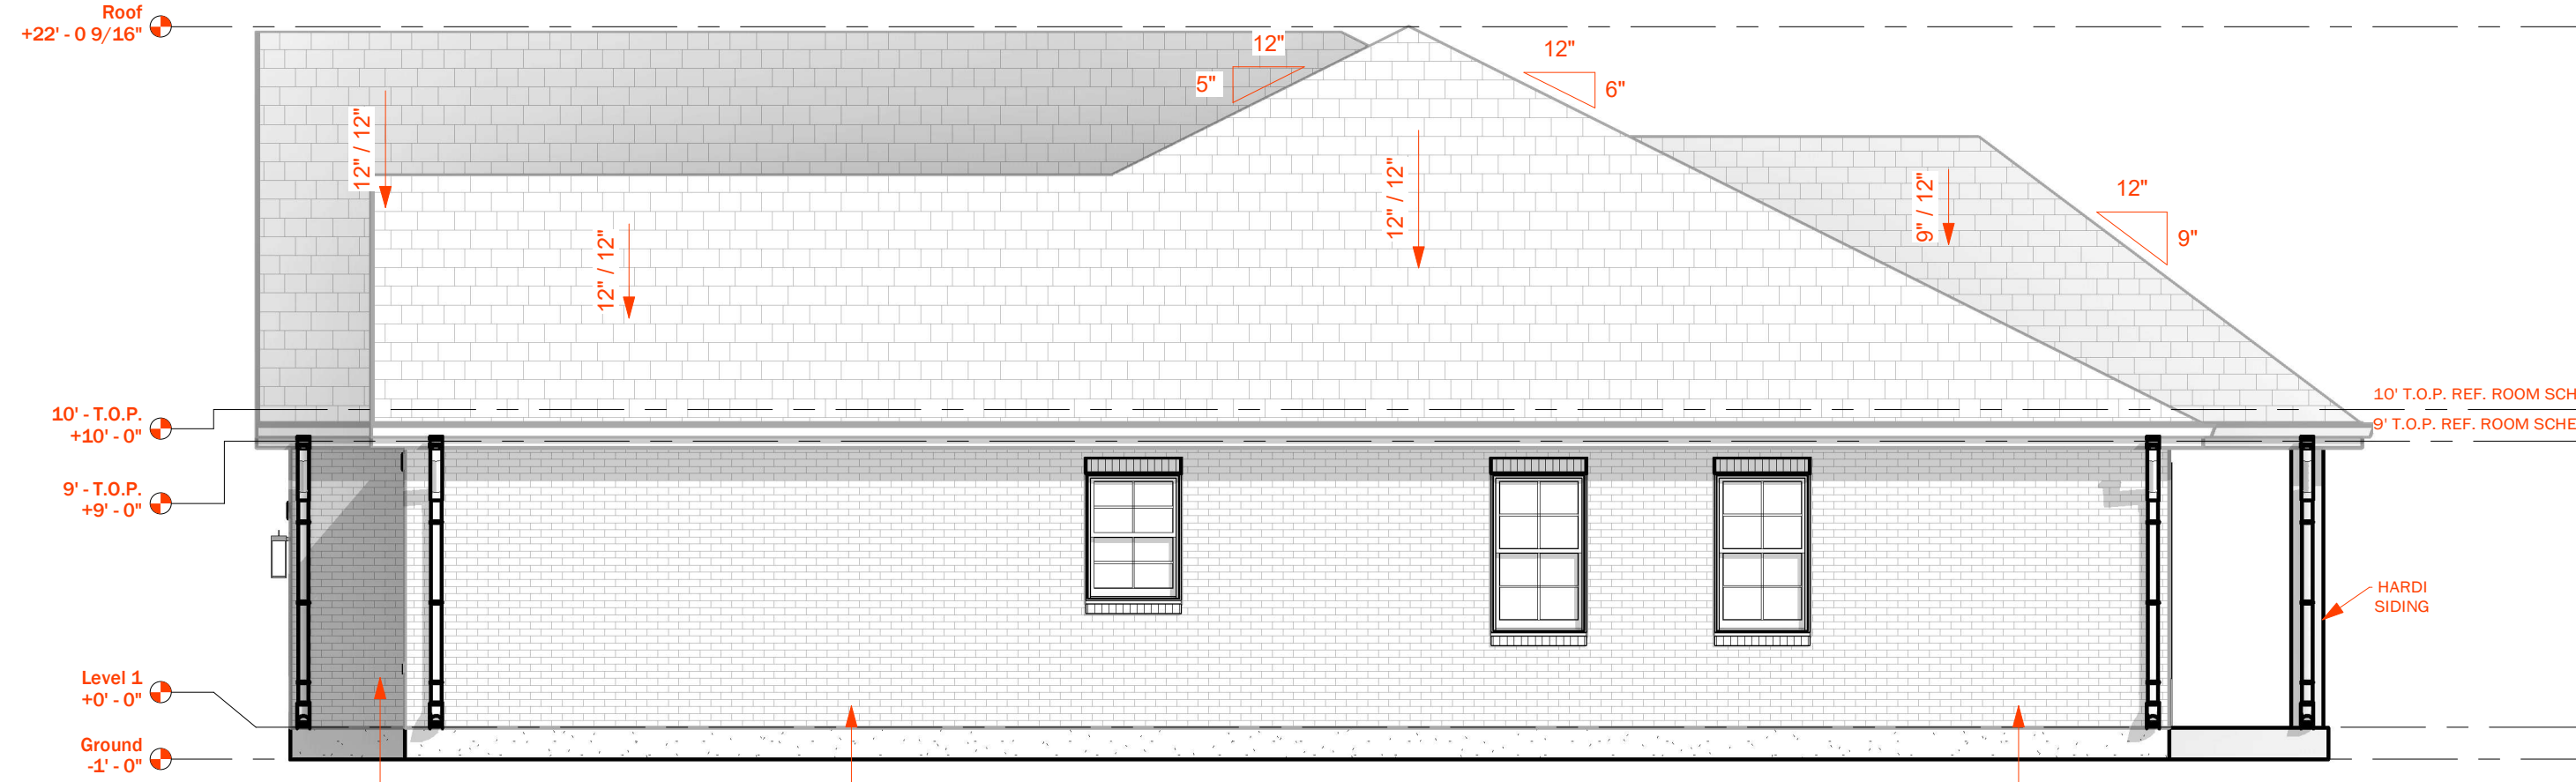 Roof
+22' - 0 9/16"
12"
5"
12"
6"
12" / 12"
12" / 12"
12" / 12"
9" / 12"
12"
9"
10' - T.O.P.
+10' - 0"
9' - T.O.P.
+9' - 0"
10' T.O.P. REF. ROOM SCH
9' T.O.P. REF. ROOM SCHE
HARDI
SIDING
Level 1
+0' - 0"
Ground
-1' - 0"